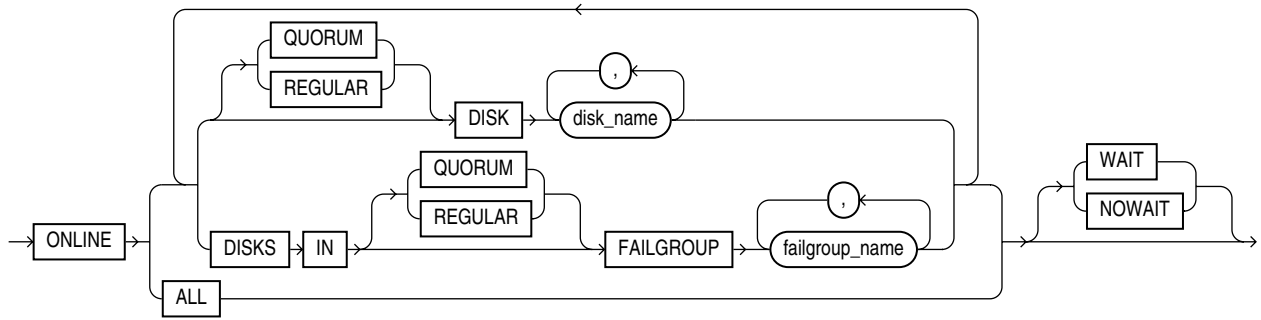 QUORUM
REGULAR
DISK
,
disk_name
QUORUM
REGULAR
,
WAIT
NOWAIT
ONLINE
DISKS
IN
FAILGROUP
failgroup_name
ALL